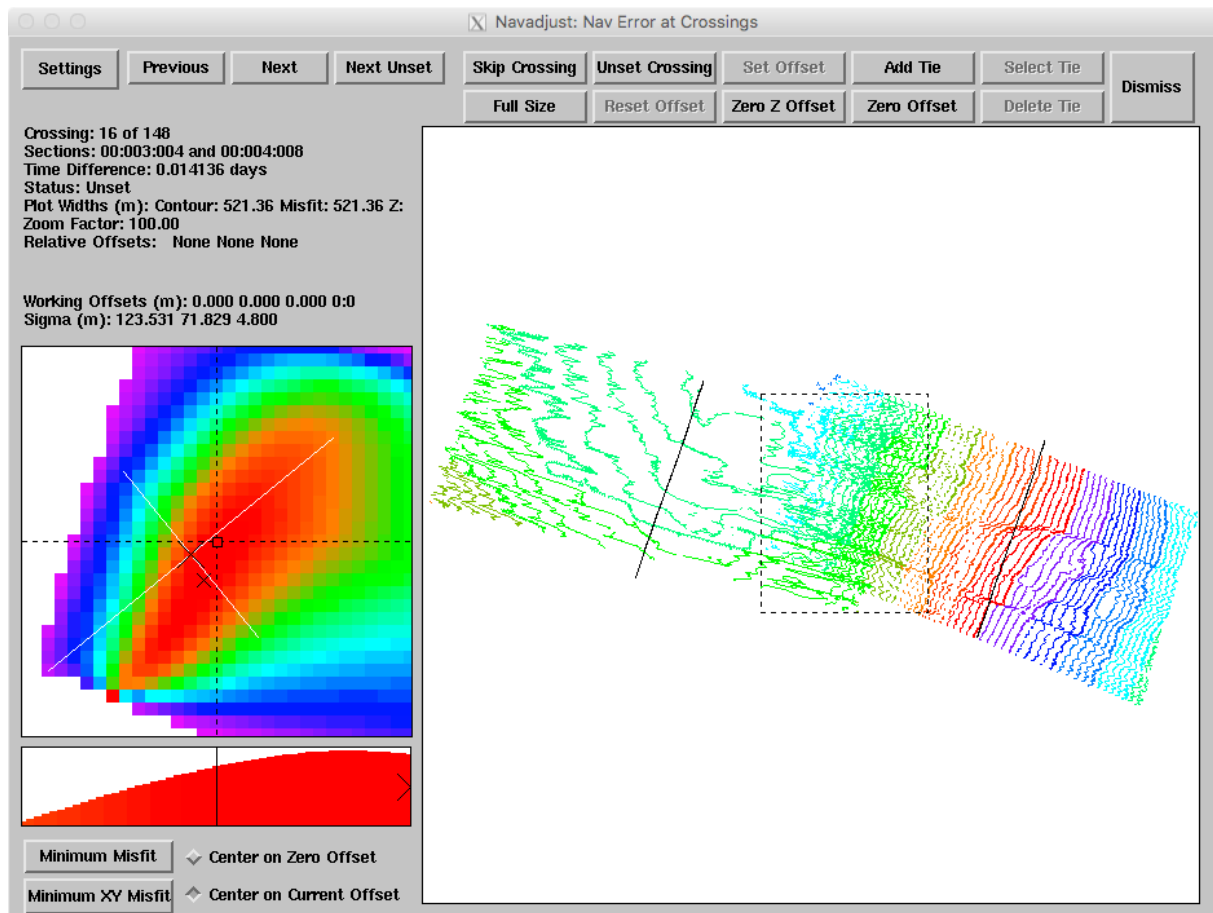 Navadjust: Nav Error at Crossings
Settings Previous Next Next Unset Skip Crossing Unset Crossing Set Offset Add Tie Select Tie Dismiss
Full Size Reset Offset Zero Z Offset Zero Offset Delete Tie
Crossing: 16 of 148
Sections: 00:003:004 and 00:004:008
Time Difference: 0.014136 days
Status: Unset
Plot Widths (m): Contour: 521.36 Misfit: 521.36 Z:
Zoom Factor: 100.00
Relative Offsets: None None None
Working Offsets (m): 0.000 0.000 0.000 0:0
Sigma (m): 123.531 71.829 4.800
Minimum Misfit Center on Zero Offset
Minimum XY Misfit Center on Current Offset